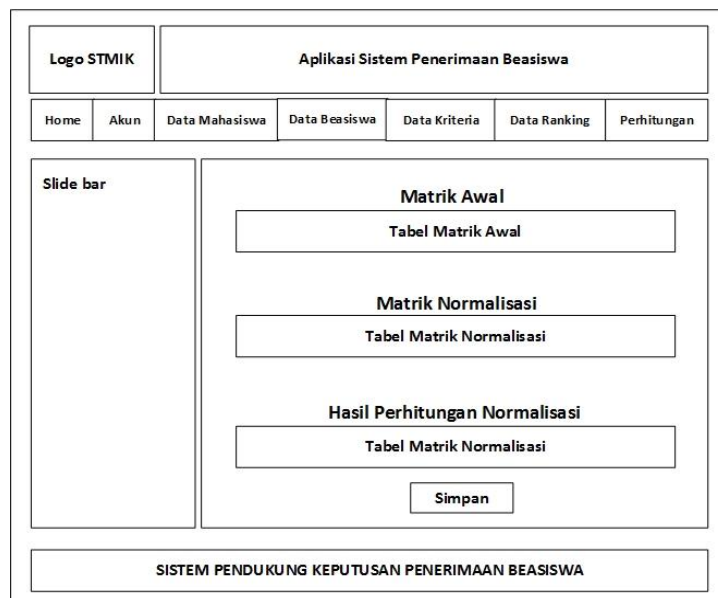 Logo STMIK
Aplikasi Sistem Penerimaan Beasiswa
Home
Akun
Data Mahasiswa
Data Beasiswa
Data Kriteria
Data Ranking
Perhitungan
Slide bar
Matrik Awal
Tabel Matrik Awal
Matrik Normalisasi
Tabel Matrik Normalisasi
Hasil Perhitungan Normalisasi
Tabel Matrik Normalisasi
Simpan
SISTEM PENDUKUNG KEPUTUSAN PENERIMAAN BEASISWA